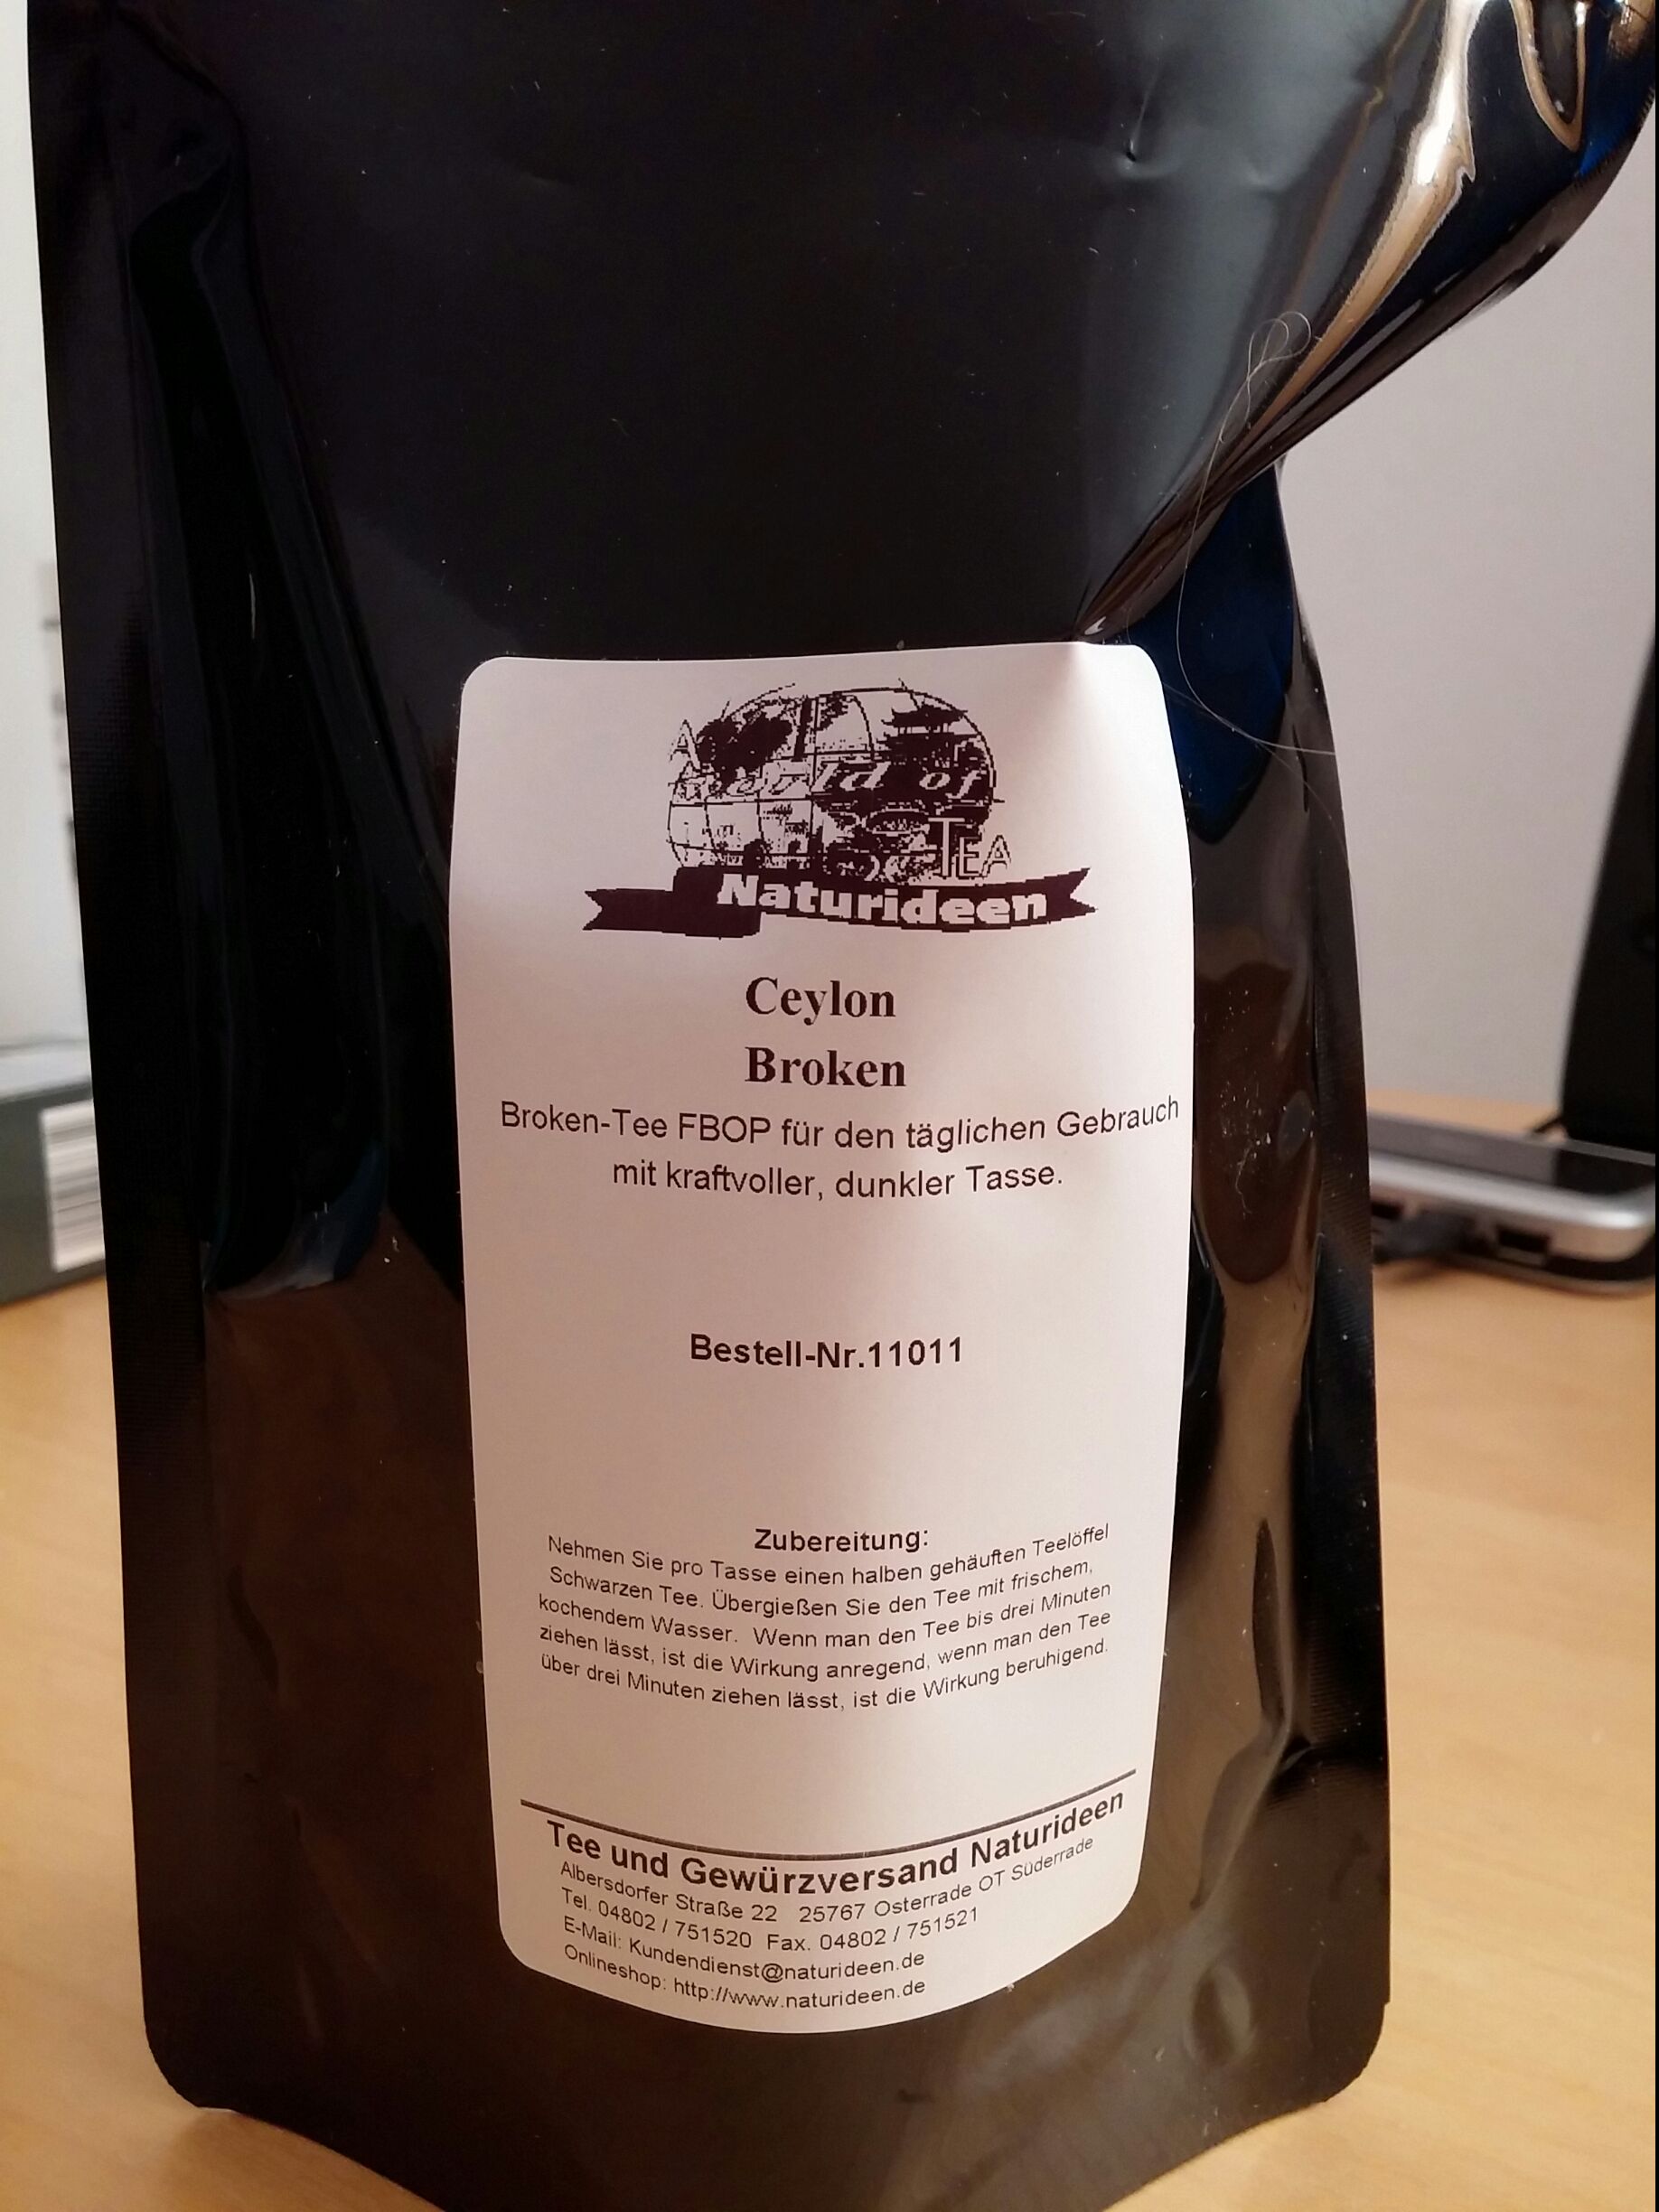 A
World of
TEA
Naturideen
Ceylon
Broken
Broken-Tee FBOP für den täglichen Gebrauch
mit kraftvoller, dunkler Tasse.
Bestell-Nr.11011
Zubereitung:
Nehmen Sie pro Tasse einen halben gehäuften Teelöffel
Schwarzen Tee. Übergießen Sie den Tee mit frischem,
kochendem Wasser.  Wenn man den Tee bis drei Minuten
ziehen lässt, ist die Wirkung anregend, wenn man den Tee
über drei Minuten ziehen lässt, ist die Wirkung beruhigend.
Tee und Gewürzversand Naturideen
Albersdorfer Straße 22   25767 Osterrade OT Süderrade
Tel. 04802 / 751520  Fax. 04802 / 751521
E-Mail: Kundendienst@naturideen.de
Onlineshop: http://www.naturideen.de